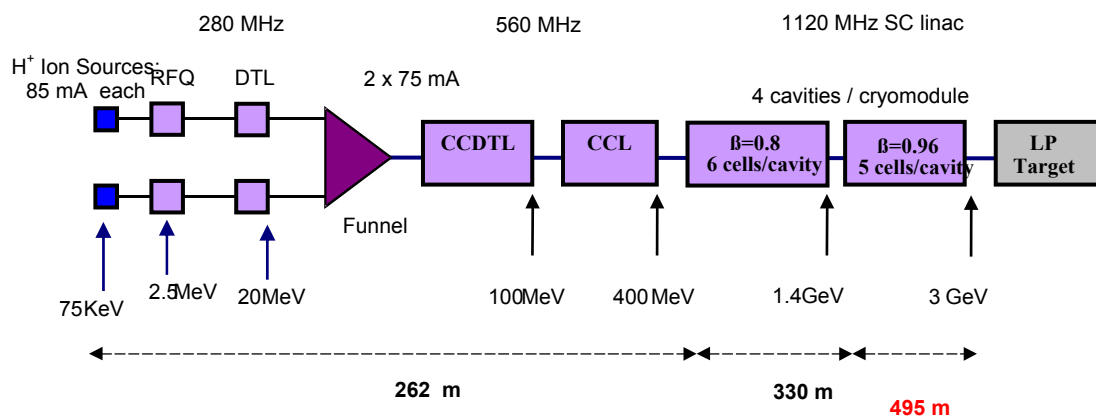 280 MHz
560 MHz
1120 MHz SC linac
H+ Ion Sources:
85 mA each
RFQ
DTL
2 x 75 mA
4 cavities / cryomodule
CCDTL
CCL
ß=0.8
6 cells/cavity
ß=0.96
5 cells/cavity
LP
Target
Funnel
75KeV
2.5MeV
20MeV
100MeV
400MeV
1.4GeV
3 GeV
262 m
330 m
495 m